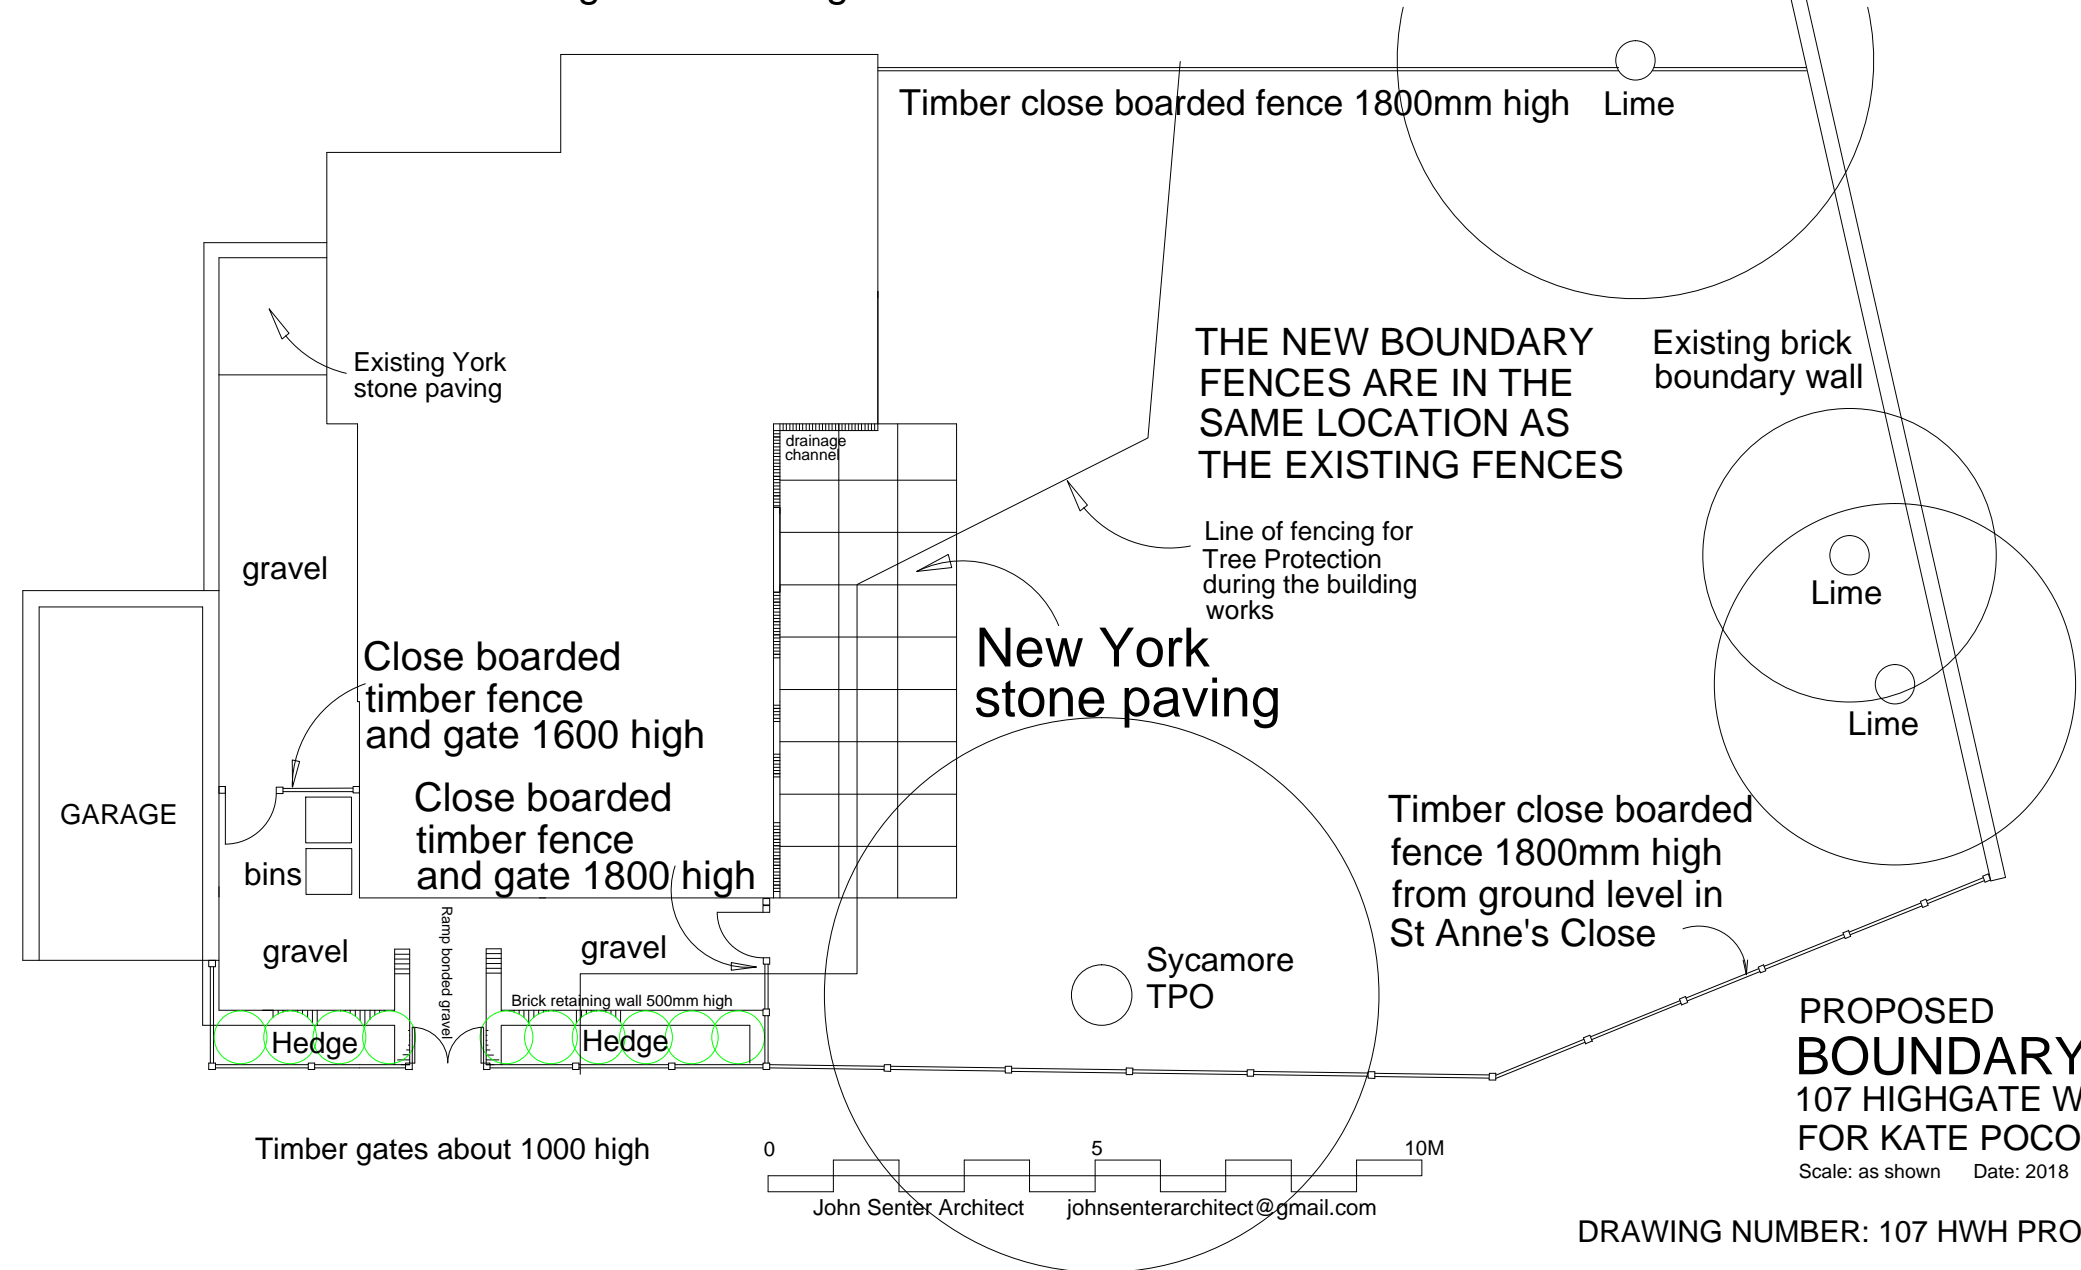 Timber close boarded fence 1800mm high
Lime
Existing York
stone paving
THE NEW BOUNDARY
FENCES ARE IN THE
SAME LOCATION AS
THE EXISTING FENCES
Existing brick
boundary wall
drainage
channel
Line of fencing for
Tree Protection
during the building
works
gravel
Lime
New York
stone paving
Close boarded
timber fence
and gate 1600 high
Lime
Close boarded
timber fence
and gate 1800 high
GARAGE
bins
Timber close boarded
fence 1800mm high
from ground level in
St Anne's Close
gravel
Ramp bonded gravel
gravel
Sycamore
TPO
Brick retaining wall 500mm high
Hedge
Hedge
PROPOSED
BOUNDARY
107 HIGHGATE W
FOR KATE POCO
Scale: as shown Date: 2018
Timber gates about 1000 high
0 5 10M
John Senter Architect johnsenterarchitect@gmail.com
DRAWING NUMBER: 107 HWH PRO